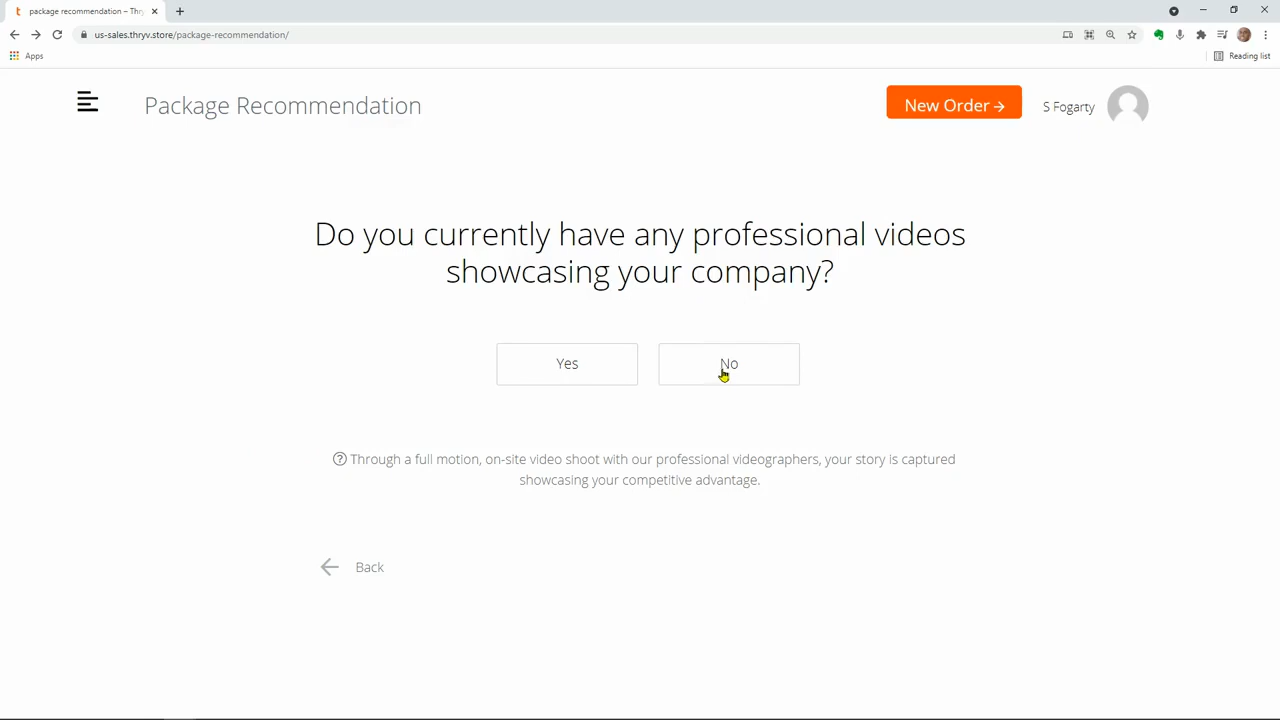 package recommendation – Thry
us-sales.thryv.store/package-recommendation/
Apps
Reading list
Package Recommendation
New Order →
S Fogarty
Do you currently have any professional videos
showcasing your company?
Yes
No
Through a full motion, on-site video shoot with our professional videographers, your story is captured
showcasing your competitive advantage.
Back